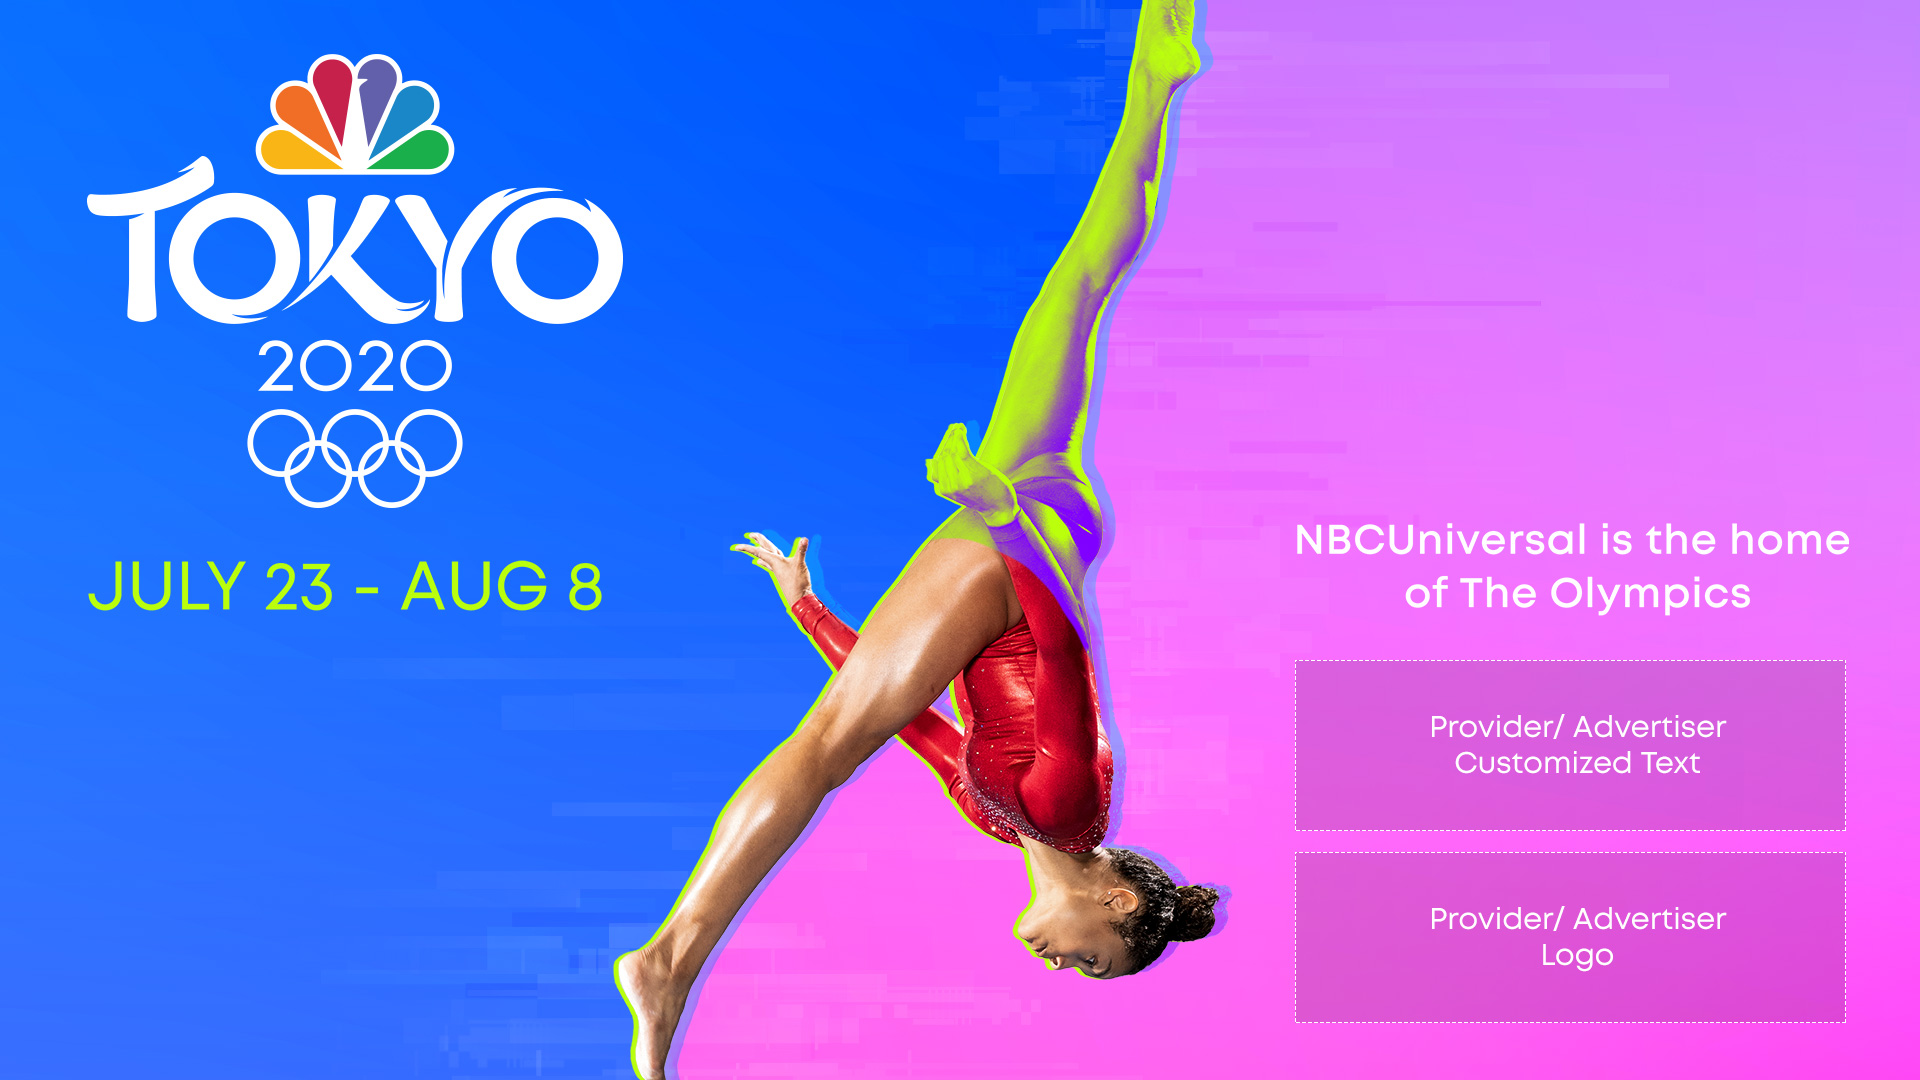 TOKYO
2020
JULY 23 - AUG 8
NBCUniversal is the home
of The Olympics
Provider/ Advertiser
Customized Text
Provider/ Advertiser
Logo